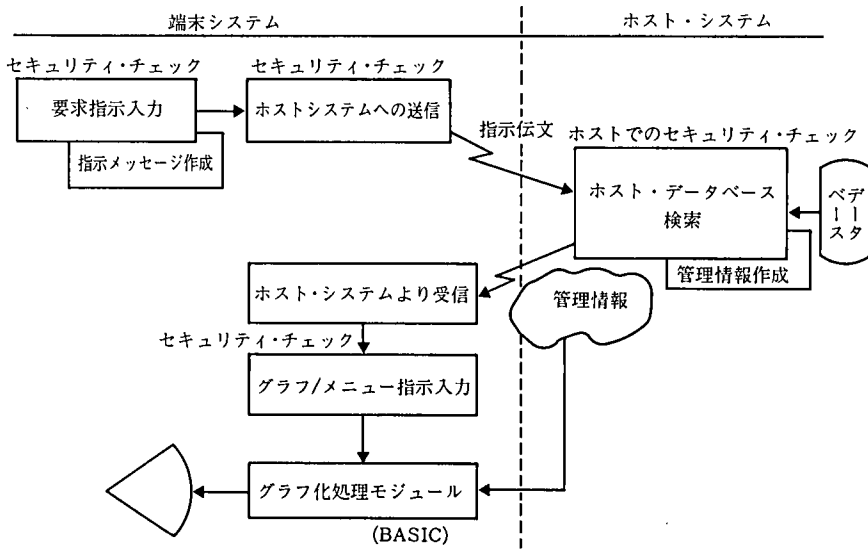 端末システム
ホスト・システム
セキュリティ・チェック
セキュリティ・チェック
要求指示入力
ホストシステムへの送信
指示メッセージ作成
指示伝文
ホストでのセキュリティ・チェック
ホスト・データベース
検索
データ
ベース
管理情報作成
ホスト・システムより受信
管理情報
セキュリティ・チェック
グラフ/メニュー指示入力
グラフ化処理モジュール
(BASIC)